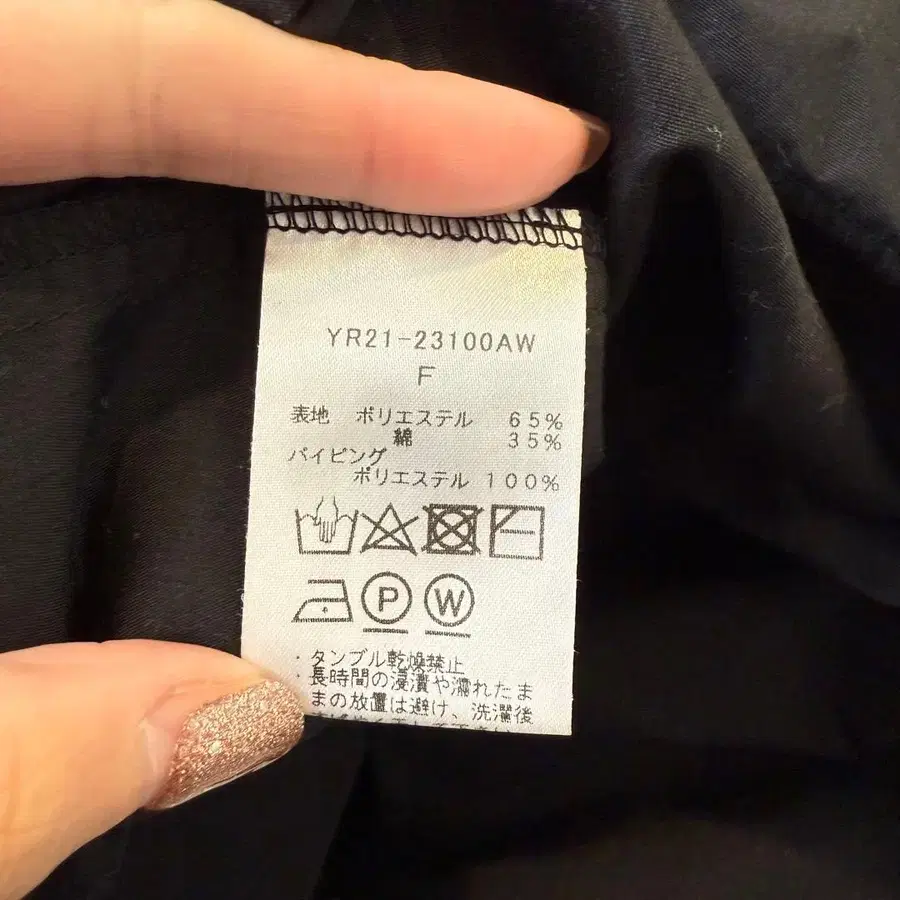 YR21-23100AW
F
表地 ポリエステル 65%
綿 35%
パイピング
ポリエステル 100%
P W
・タンブル乾燥禁止
・長時間の浸漬や濡れたま
まの放置は避け、洗濯後